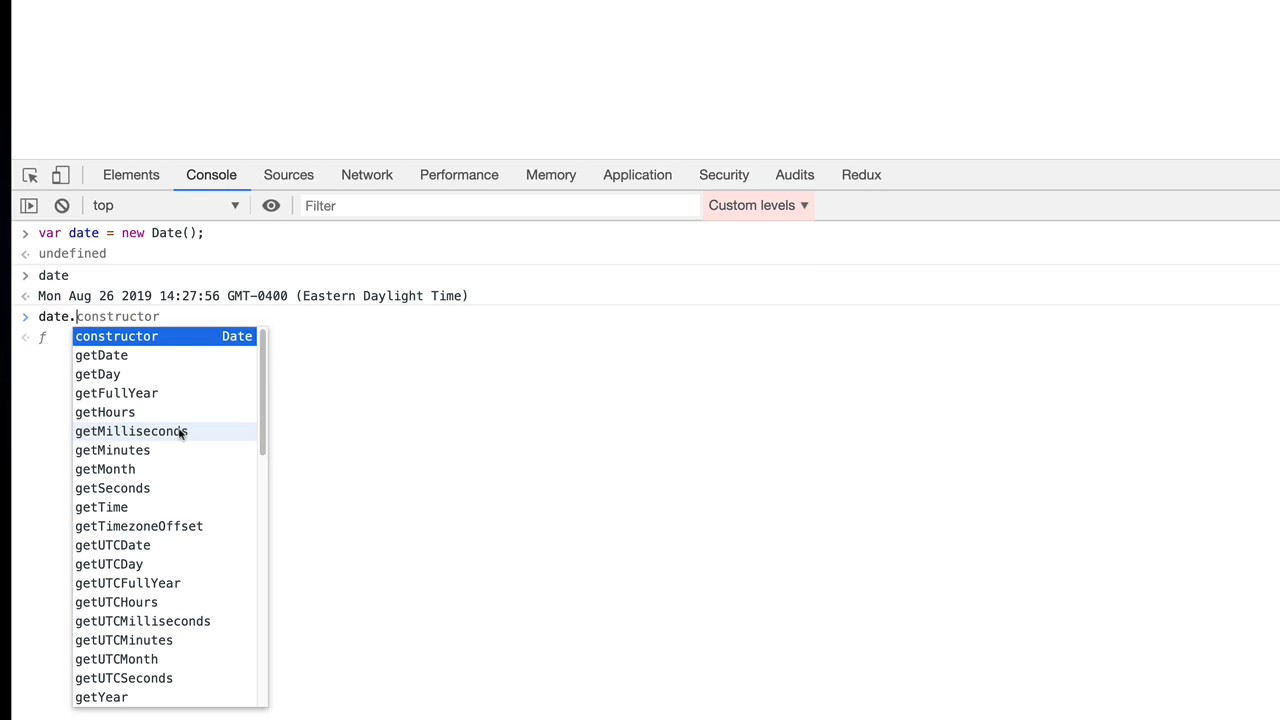 Elements Console Sources Network Performance Memory Application Security Audits Redux
top ▼ Filter Custom levels ▼
> var date = new Date();
undefined
> date
Mon Aug 26 2019 14:27:56 GMT-0400 (Eastern Daylight Time)
> date.constructor
f
constructor Date
getDate
getDay
getFullYear
getHours
getMilliseconds
getMinutes
getMonth
getSeconds
getTime
getTimezoneOffset
getUTCDate
getUTCDay
getUTCFullYear
getUTCHours
getUTCMilliseconds
getUTCMinutes
getUTCMonth
getUTCSeconds
getYear